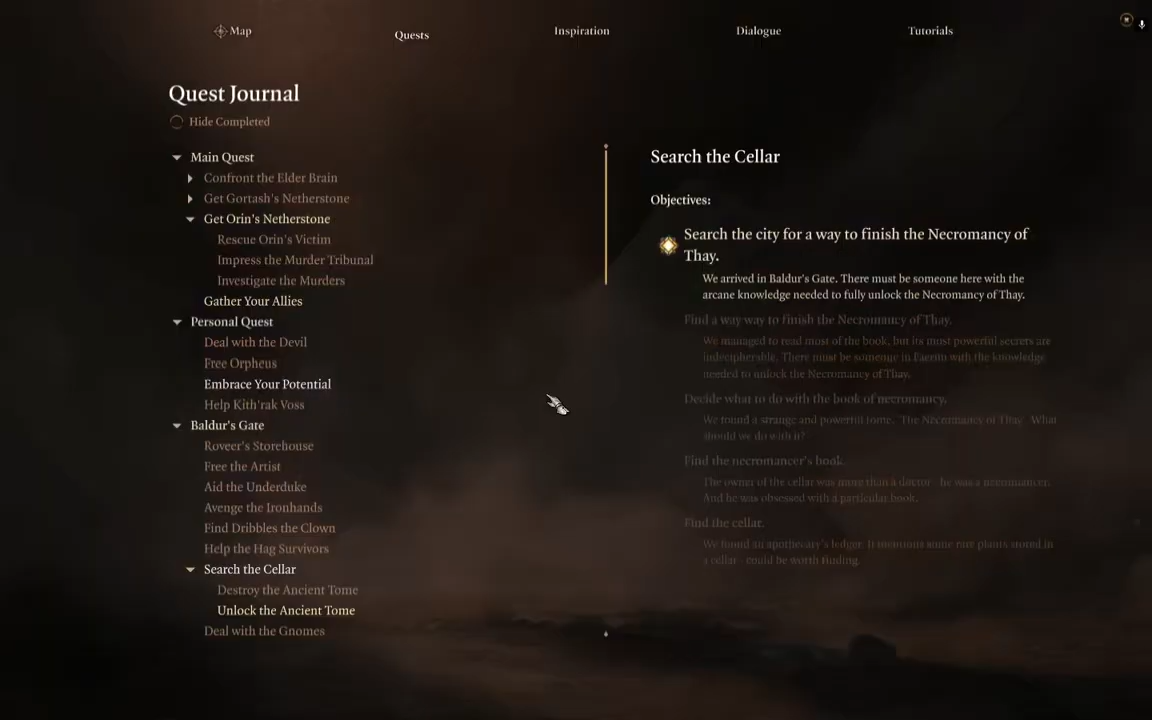 Map
Quests
Inspiration
Dialogue
Tutorials
Quest Journal
Hide Completed
Main Quest
Confront the Elder Brain
Get Gortash's Netherstone
Get Orin's Netherstone
Rescue Orin's Victim
Impress the Murder Tribunal
Investigate the Murders
Gather Your Allies
Personal Quest
Deal with the Devil
Free Orpheus
Embrace Your Potential
Help Kith'rak Voss
Baldur's Gate
Roveer's Storehouse
Free the Artist
Aid the Underduke
Avenge the Ironhands
Find Dribbles the Clown
Help the Hag Survivors
Search the Cellar
Destroy the Ancient Tome
Unlock the Ancient Tome
Deal with the Gnomes
Search the Cellar
Objectives:
Search the city for a way to finish the Necromancy of
Thay.
We arrived in Baldur's Gate. There must be someone here with the
arcane knowledge needed to fully unlock the Necromancy of Thay.
Find a way way to finish the Necromancy of Thay.
We managed to read most of the book, but its most powerful secrets are
indecipherable. There must be someone in Faerûn with the knowledge
needed to unlock the Necromancy of Thay.
Decide what to do with the book of necromancy.
We found a strange and powerful tome, 'The Necromancy of Thay'. What
should we do with it?
Find the necromancer's book.
The owner of the cellar was more than a doctor - he was a necromancer.
And he was obsessed with a particular book.
Find the cellar.
We found an apothecary's ledger. It mentions some rare plants stored in
a cellar - could be worth finding.